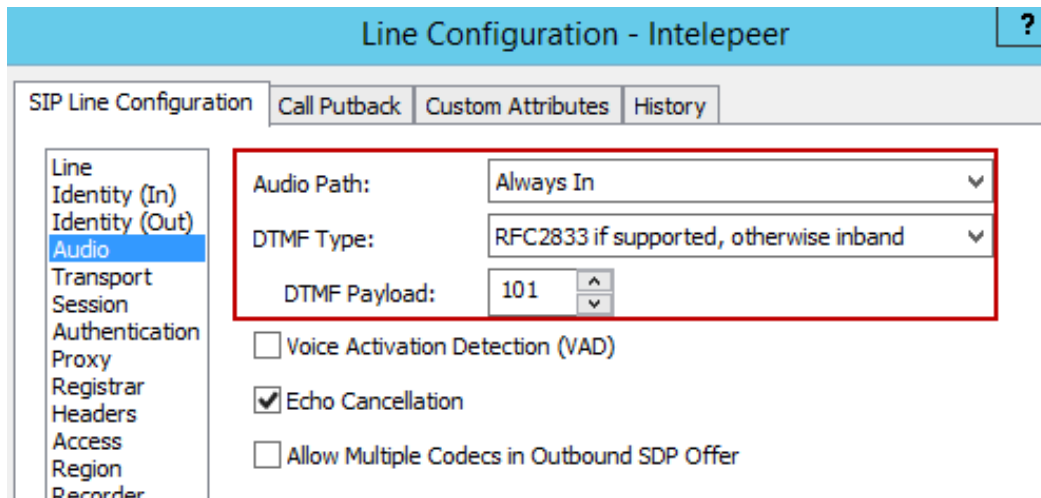 Line Configuration - Intelepeer
?
SIP Line Configuration
Call Putback
Custom Attributes
History
Line
Identity (In)
Identity (Out)
Audio
Transport
Session
Authentication
Proxy
Registrar
Headers
Access
Region
Recorder
Audio Path:
Always In
DTMF Type:
RFC2833 if supported, otherwise inband
DTMF Payload:
101
Voice Activation Detection (VAD)
Echo Cancellation
Allow Multiple Codecs in Outbound SDP Offer